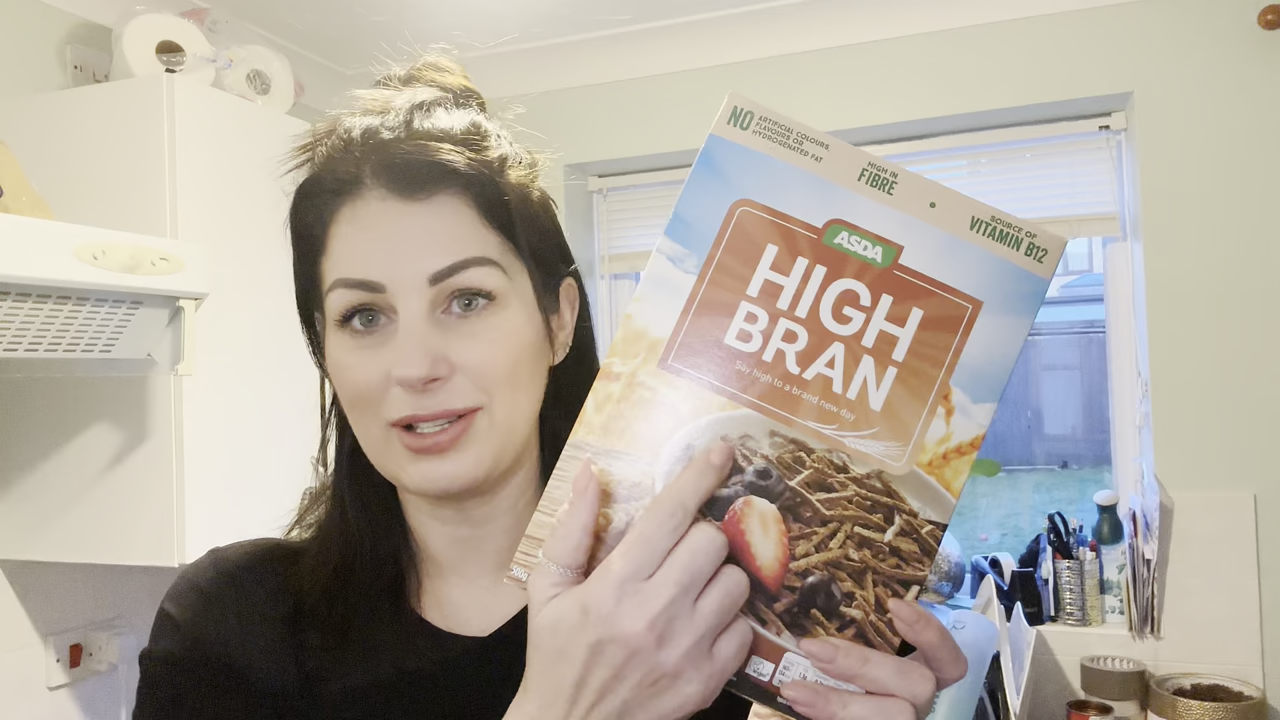 NO ARTIFICIAL COLOURS,
FLAVOURS OR
HYDROGENATED FAT
HIGH IN
FIBRE
SOURCE OF
VITAMIN B12
ASDA
HIGH
BRAN
Say high to a brand new day
500g